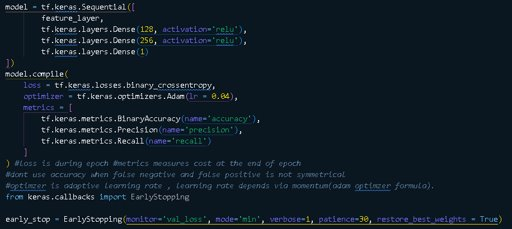 model = tf.keras.Sequential([
feature_layer,
tf.keras.layers.Dense(128, activation='relu'),
tf.keras.layers.Dense(256, activation='relu'),
tf.keras.layers.Dense(1)
])
model.compile(
loss = tf.keras.losses.binary_crossentropy,
optimizer = tf.keras.optimizers.Adam(lr = 0.04),
metrics = [
tf.keras.metrics.BinaryAccuracy(name='accuracy'),
tf.keras.metrics.Precision(name='precision'),
tf.keras.metrics.Recall(name='recall')
]
) #loss is during epoch #metrics measures cost at the end of epoch
#dont use accuracy when false negative and false positive is not symmetrical
#optimzer is adaptive learning rate , learning rate depends via momentum(adam optimzer formula).
from keras.callbacks import EarlyStopping
early_stop = EarlyStopping(monitor='val_loss', mode='min', verbose=1, patience=30, restore_best_weights = True)